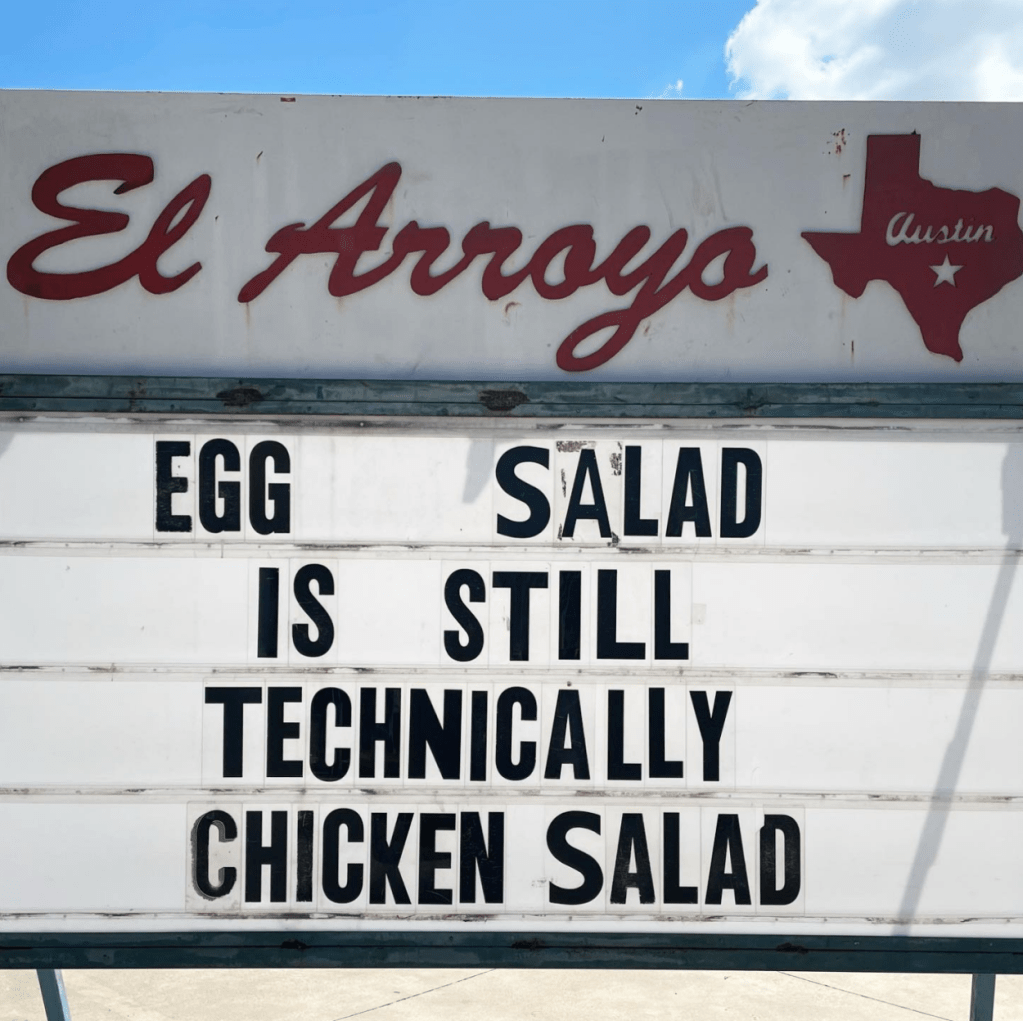 El Arroyo
Austin
EGG SALAD
IS STILL
TECHNICALLY
CHICKEN SALAD